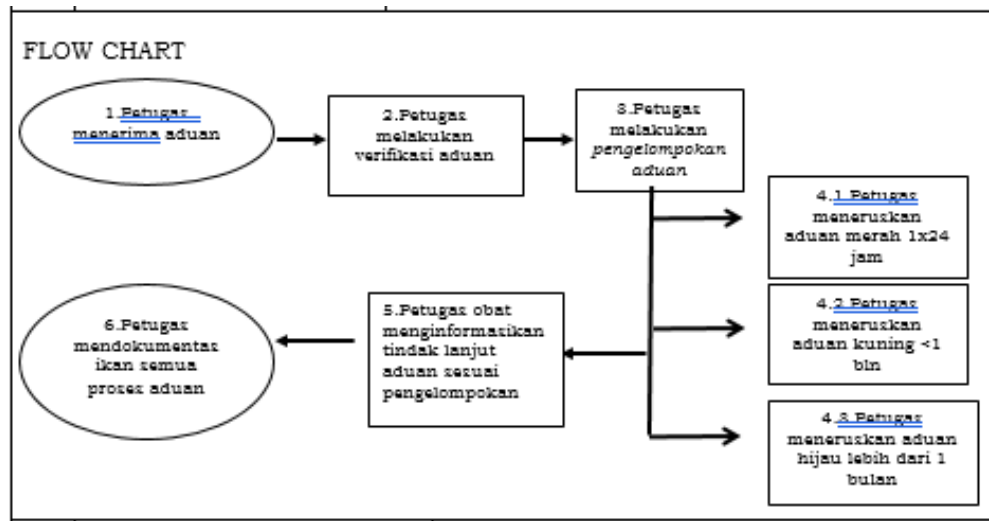 FLOW CHART
1.Petugas
menerima aduan
2.Petugas
melakukan
verifikasi aduan
3.Petugas
melakukan
pengelompokan
aduan
4.1.Petugas
meneruskan
aduan merah 1x24
jam
4.2.Petugas
meneruskan
aduan kuning <1
bln
4.3.Petugas
meneruskan aduan
hijau lebih dari 1
bulan
5.Petugas obat
menginformasikan
tindak lanjut
aduan sesuai
pengelompokan
6.Petugas
mendokumentas
ikan semua
proses aduan